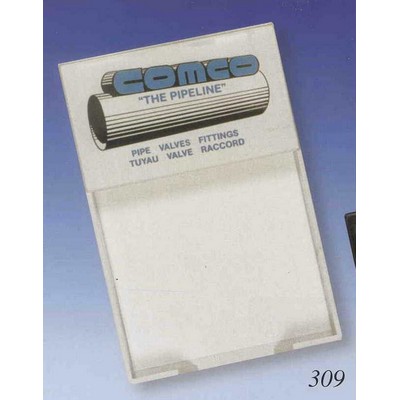 COMCO
"THE PIPELINE"
PIPE VALVES FITTINGS
TUYAU VALVE RACCORD
309